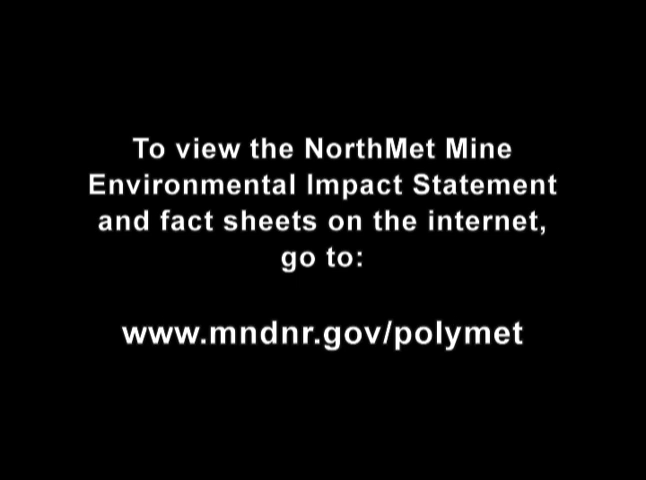 To view the NorthMet Mine
Environmental Impact Statement
and fact sheets on the internet,
go to:
www.mndnr.gov/polymet